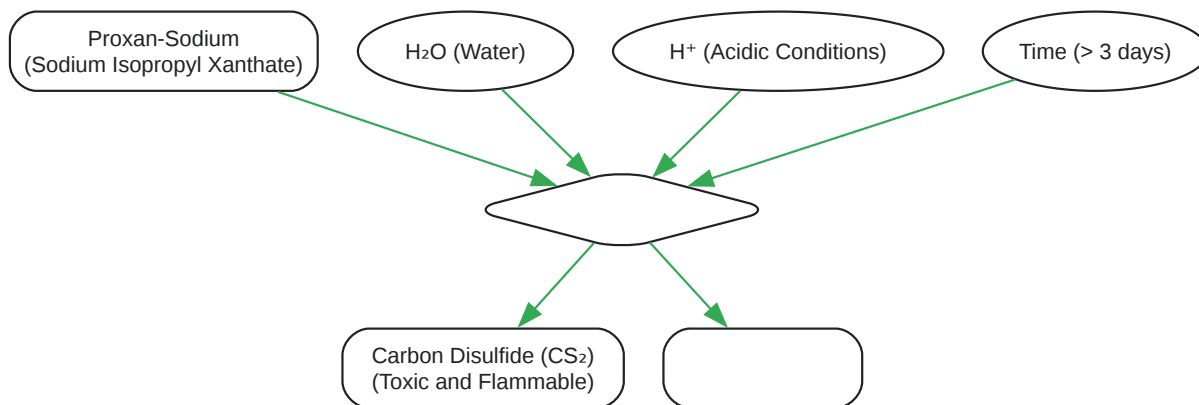 Proxan-Sodium
(Sodium Isopropyl Xanthate)
H₂O (Water)
H⁺ (Acidic Conditions)
Time (> 3 days)
Carbon Disulfide (CS₂)
(Toxic and Flammable)